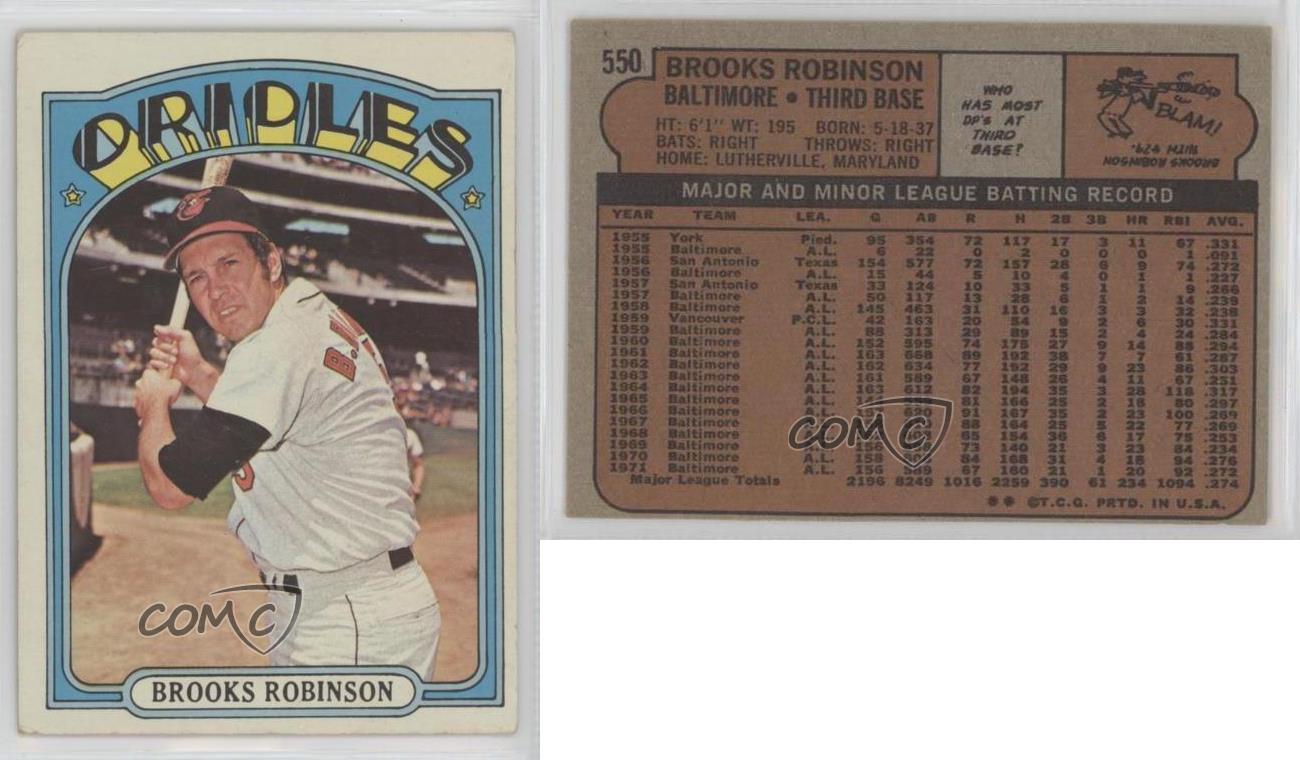 ORIOLES
B.
COMC
BROOKS ROBINSON
550
BROOKS ROBINSON
BALTIMORE • THIRD BASE
HT: 6'1" WT: 195 BORN: 5-18-37
BATS: RIGHT THROWS: RIGHT
HOME: LUTHERVILLE, MARYLAND
WHO
HAS MOST
DP'S AT
THIRD
BASE?
BLAM!
BROOKS ROBINSON
WITH 479.
MAJOR AND MINOR LEAGUE BATTING RECORD
YEAR TEAM LEA. G AB R H 2B 3B HR RBI AVG.
1955 York Pied. 95 354 72 117 17 3 11 67 .331
1955 Baltimore A.L. 6 22 0 2 0 0 0 1 .091
1956 San Antonio Texas 154 577 72 157 28 6 9 74 .272
1956 Baltimore A.L. 15 44 5 10 4 0 1 1 .227
1957 San Antonio Texas 33 124 10 33 5 1 1 9 .266
1957 Baltimore A.L. 50 117 13 28 6 1 2 14 .239
1958 Baltimore A.L. 145 463 31 110 16 3 3 32 .238
1959 Vancouver P.C.L. 42 163 20 54 9 2 6 30 .331
1959 Baltimore A.L. 88 313 29 89 15 2 4 24 .284
1960 Baltimore A.L. 152 595 74 175 27 9 14 88 .294
1961 Baltimore A.L. 163 668 89 192 38 7 7 61 .287
1962 Baltimore A.L. 162 634 77 192 29 9 23 86 .303
1963 Baltimore A.L. 161 589 67 148 26 4 11 67 .251
1964 Baltimore A.L. 163 612 82 194 35 3 28 118 .317
1965 Baltimore A.L. 81 166 25 2 18 80 .297
1966 Baltimore A.L. 91 167 35 2 23 100 .269
1967 Baltimore A.L. 88 164 25 5 22 77 .269
1968 Baltimore A.L. 65 154 36 6 17 75 .253
1969 Baltimore A.L. 156 73 140 21 3 23 84 .234
1970 Baltimore A.L. 158 84 168 31 4 18 94 .276
1971 Baltimore A.L. 156 589 67 160 21 1 20 92 .272
Major League Totals 2196 8249 1016 2259 390 61 234 1094 .274
COMC
** ©T.C.G. PRTD. IN U.S.A.